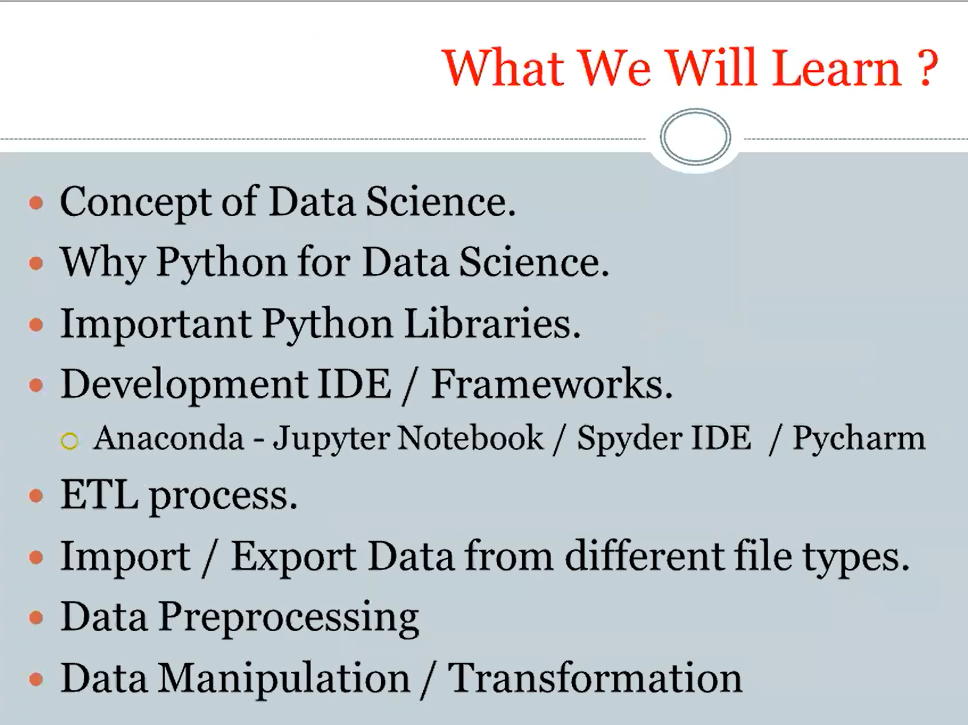 What We Will Learn ?
Concept of Data Science.
Why Python for Data Science.
Important Python Libraries.
Development IDE / Frameworks.
Anaconda - Jupyter Notebook / Spyder IDE / Pycharm
ETL process.
Import / Export Data from different file types.
Data Preprocessing
Data Manipulation / Transformation